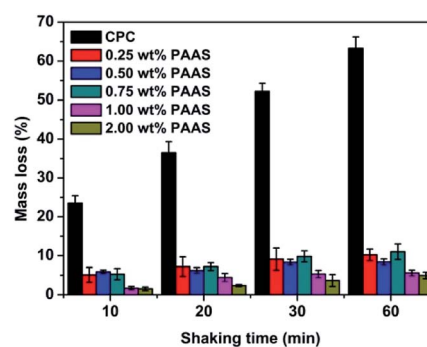 70
60
50
40
30
20
10
0
Mass loss (%)
CPC
0.25 wt% PAAS
0.50 wt% PAAS
0.75 wt% PAAS
1.00 wt% PAAS
2.00 wt% PAAS
10 20 30 60
Shaking time (min)